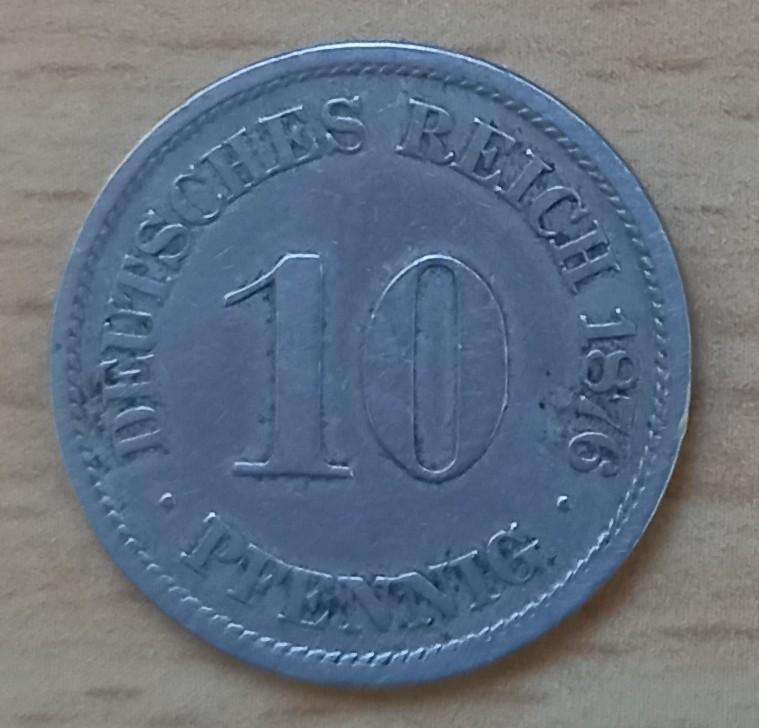 DEUTSCHES REICH 1876
10
· PFENNIG ·